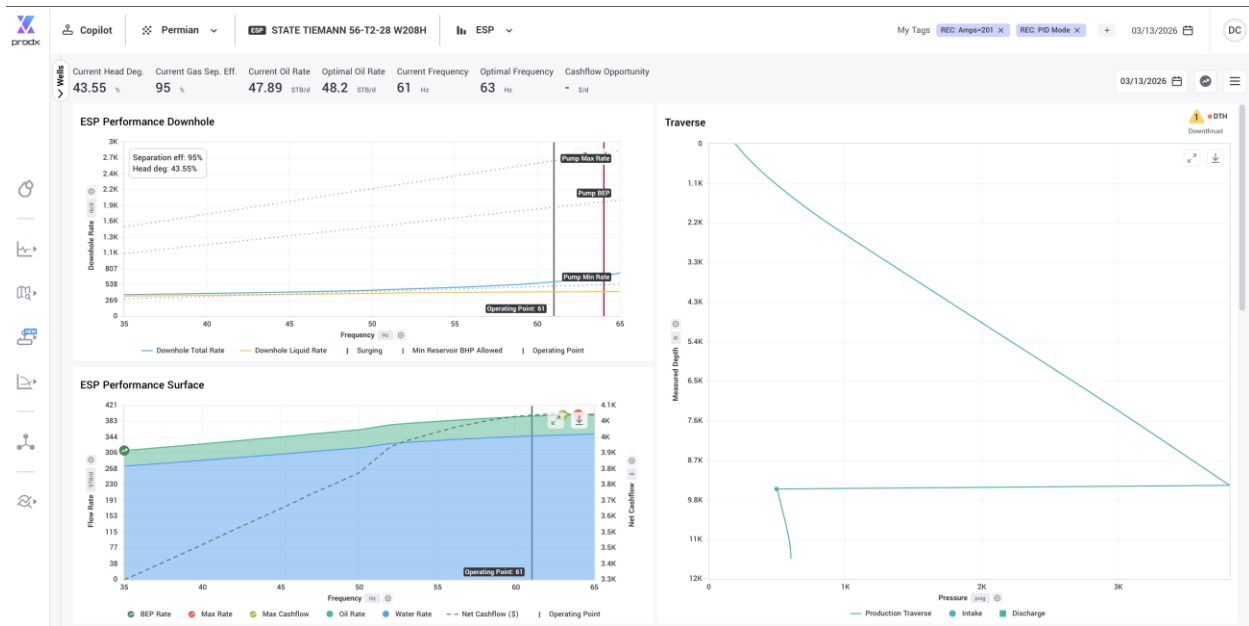 prodx
Copilot
Permian
ESP STATE TIEMANN 56-T2-28 W208H
ESP
My Tags
REC: Amps=201 ×
REC: PID Mode ×
+
03/13/2026
DC
Wells
Current Head Deg.
43.55 %
Current Gas Sep. Eff.
95 %
Current Oil Rate
47.89 STB/d
Optimal Oil Rate
48.2 STB/d
Current Frequency
61 Hz
Optimal Frequency
63 Hz
Cashflow Opportunity
- $/d
03/13/2026
NEW
ESP Performance Downhole
Separation eff: 95%
Head deg: 43.55%
3K
2.7K
2.4K
2.2K
1.9K
1.6K
1.3K
1.1K
807
538
269
0
Downhole Rate
rb/d
Pump Max Rate
Pump BEP
Pump Min Rate
Operating Point: 61
35 40 45 50 55 60 65
Frequency Hz
Downhole Total Rate
Downhole Liquid Rate
Surging
Min Reservoir BHP Allowed
Operating Point
ESP Performance Surface
421
383
344
306
268
230
191
153
115
77
38
0
Flow Rate
STB/d
4.1K
4K
4K
3.9K
3.8K
3.8K
3.7K
3.6K
3.5K
3.5K
3.4K
3.3K
Net Cashflow
$
Operating Point: 61
35 40 45 50 55 60 65
Frequency Hz
BEP Rate
Max Rate
Max Cashflow
Oil Rate
Water Rate
Net Cashflow ($)
Operating Point
Traverse
1
DTH
Downthrust
0
1.1K
2.2K
3.3K
4.3K
5.4K
6.5K
7.6K
8.7K
9.8K
11K
12K
Measured Depth
ft
0 1K 2K 3K
Pressure psig
Production Traverse
Intake
Discharge